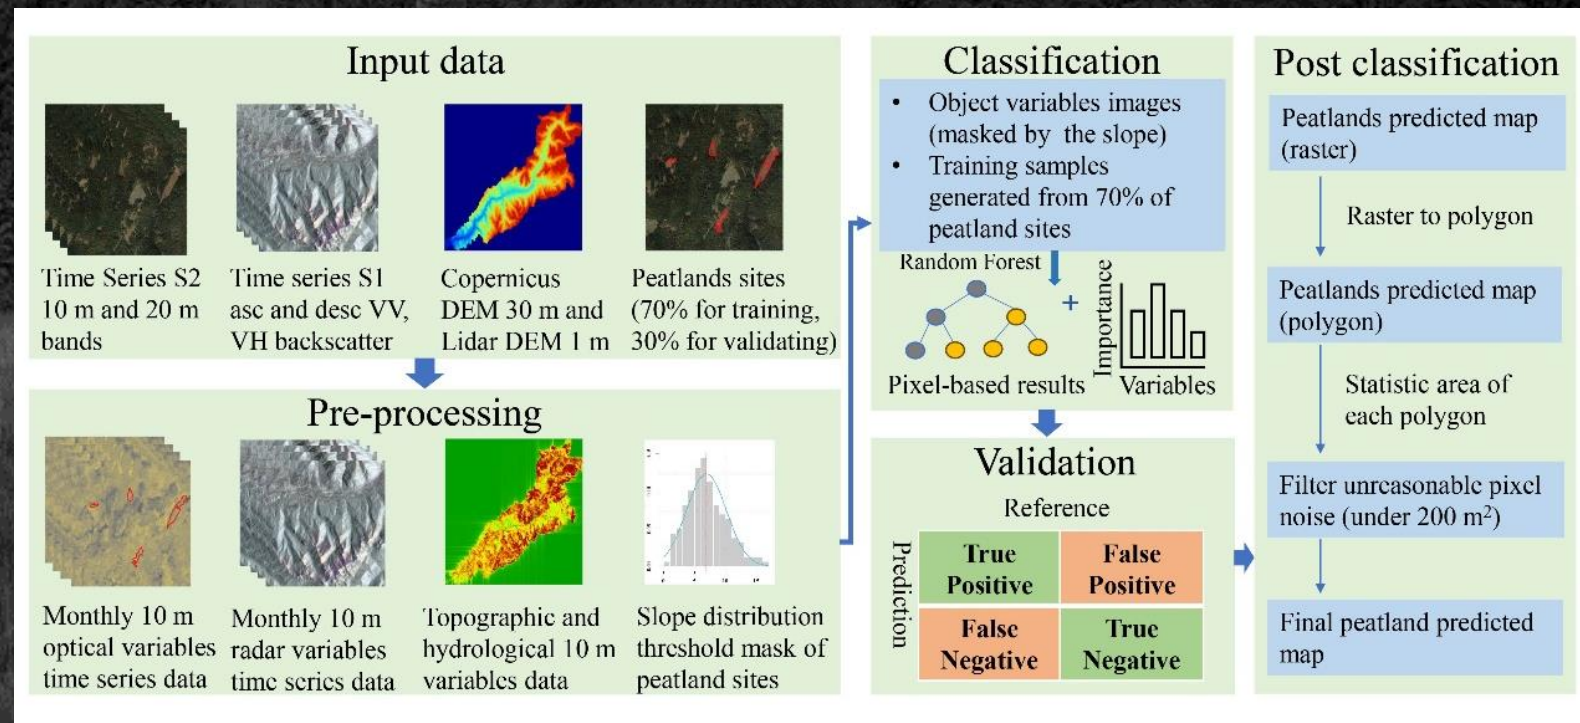 Input data
Time Series S2
10 m and 20 m
bands
Time series S1
asc and desc VV,
VH backscatter
Copernicus
DEM 30 m and
Lidar DEM 1 m
Peatlands sites
(70% for training,
30% for validating)
Pre-processing
Monthly 10 m
optical variables
time series data
Monthly 10 m
radar variables
time series data
Topographic and
hydrological 10 m
variables data
Slope distribution
threshold mask of
peatland sites
Classification
• Object variables images
(masked by the slope)
• Training samples
generated from 70% of
peatland sites
Random Forest
+
Importance
Pixel-based results
Variables
Validation
Reference
Prediction
True
Positive
False
Positive
False
Negative
True
Negative
Post classification
Peatlands predicted map
(raster)
Raster to polygon
Peatlands predicted map
(polygon)
Statistic area of
each polygon
Filter unreasonable pixel
noise (under 200 m²)
Final peatland predicted
map